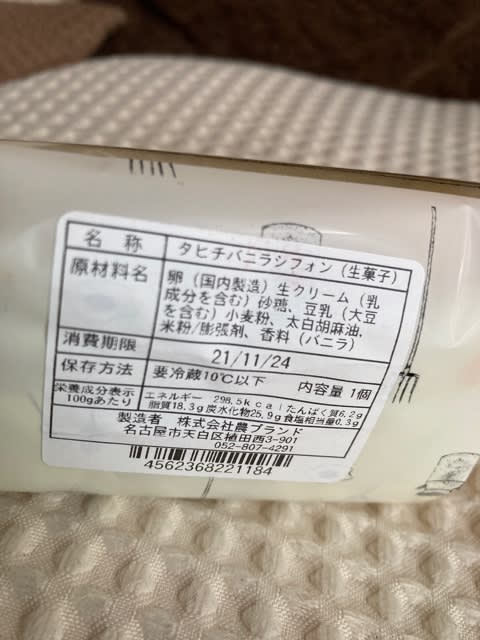 名称 タヒチバニラシフォン（生菓子）
原材料名 卵（国内製造）生クリーム（乳
成分を含む）砂糖、豆乳（大豆
を含む）小麦粉、太白胡麻油、
米粉/膨張剤、香料（バニラ）
消費期限 21/11/24
保存方法 要冷蔵10℃以下 内容量 1個
栄養成分表示 エネルギー 298.5kcal たんぱく質6.2g
100gあたり 脂質18.3g 炭水化物25.9g 食塩相当量0.3g
製造者 株式会社農ブランド
名古屋市天白区植田西3-901
052-807-4291
4562368221184